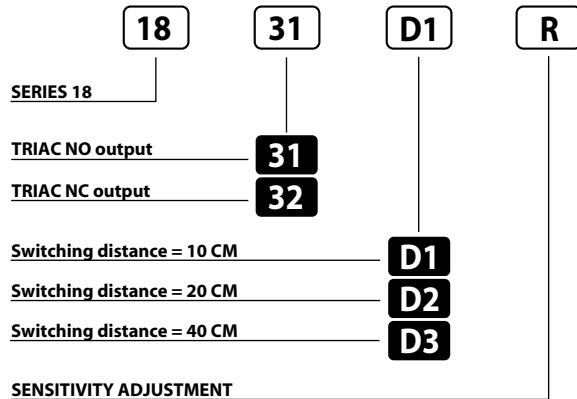 18 31 D1 R
SERIES 18
TRIAC NO output 31
TRIAC NC output 32
Switching distance = 10 CM D1
Switching distance = 20 CM D2
Switching distance = 40 CM D3
SENSITIVITY ADJUSTMENT